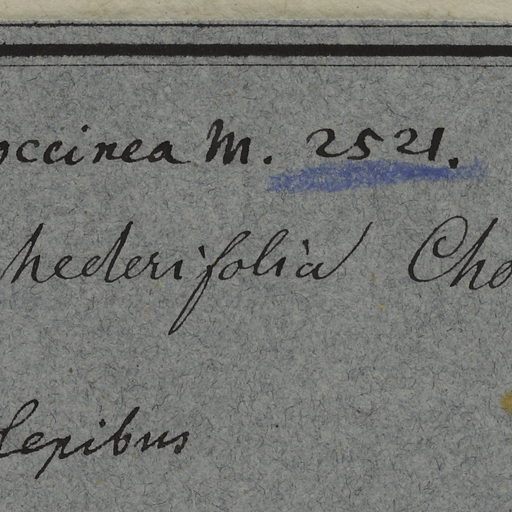 occinea M. 2521.
hederifolia Cho
Sepibus